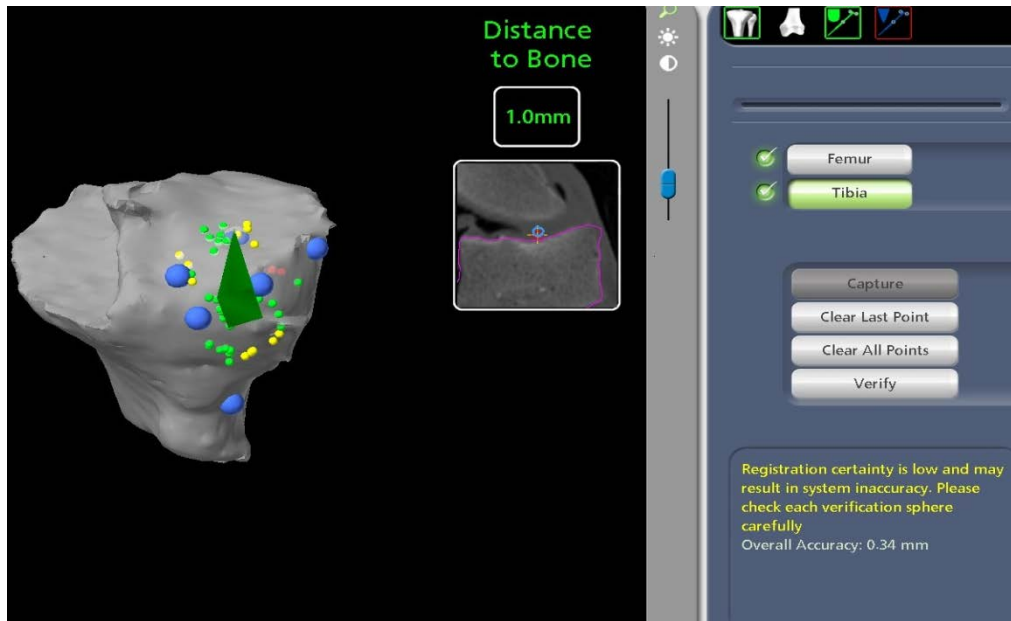 Distance
to Bone
1.0mm
Femur
Tibia
Capture
Clear Last Point
Clear All Points
Verify
Registration certainty is low and may
result in system inaccuracy. Please
check each verification sphere
carefully
Overall Accuracy: 0.34 mm